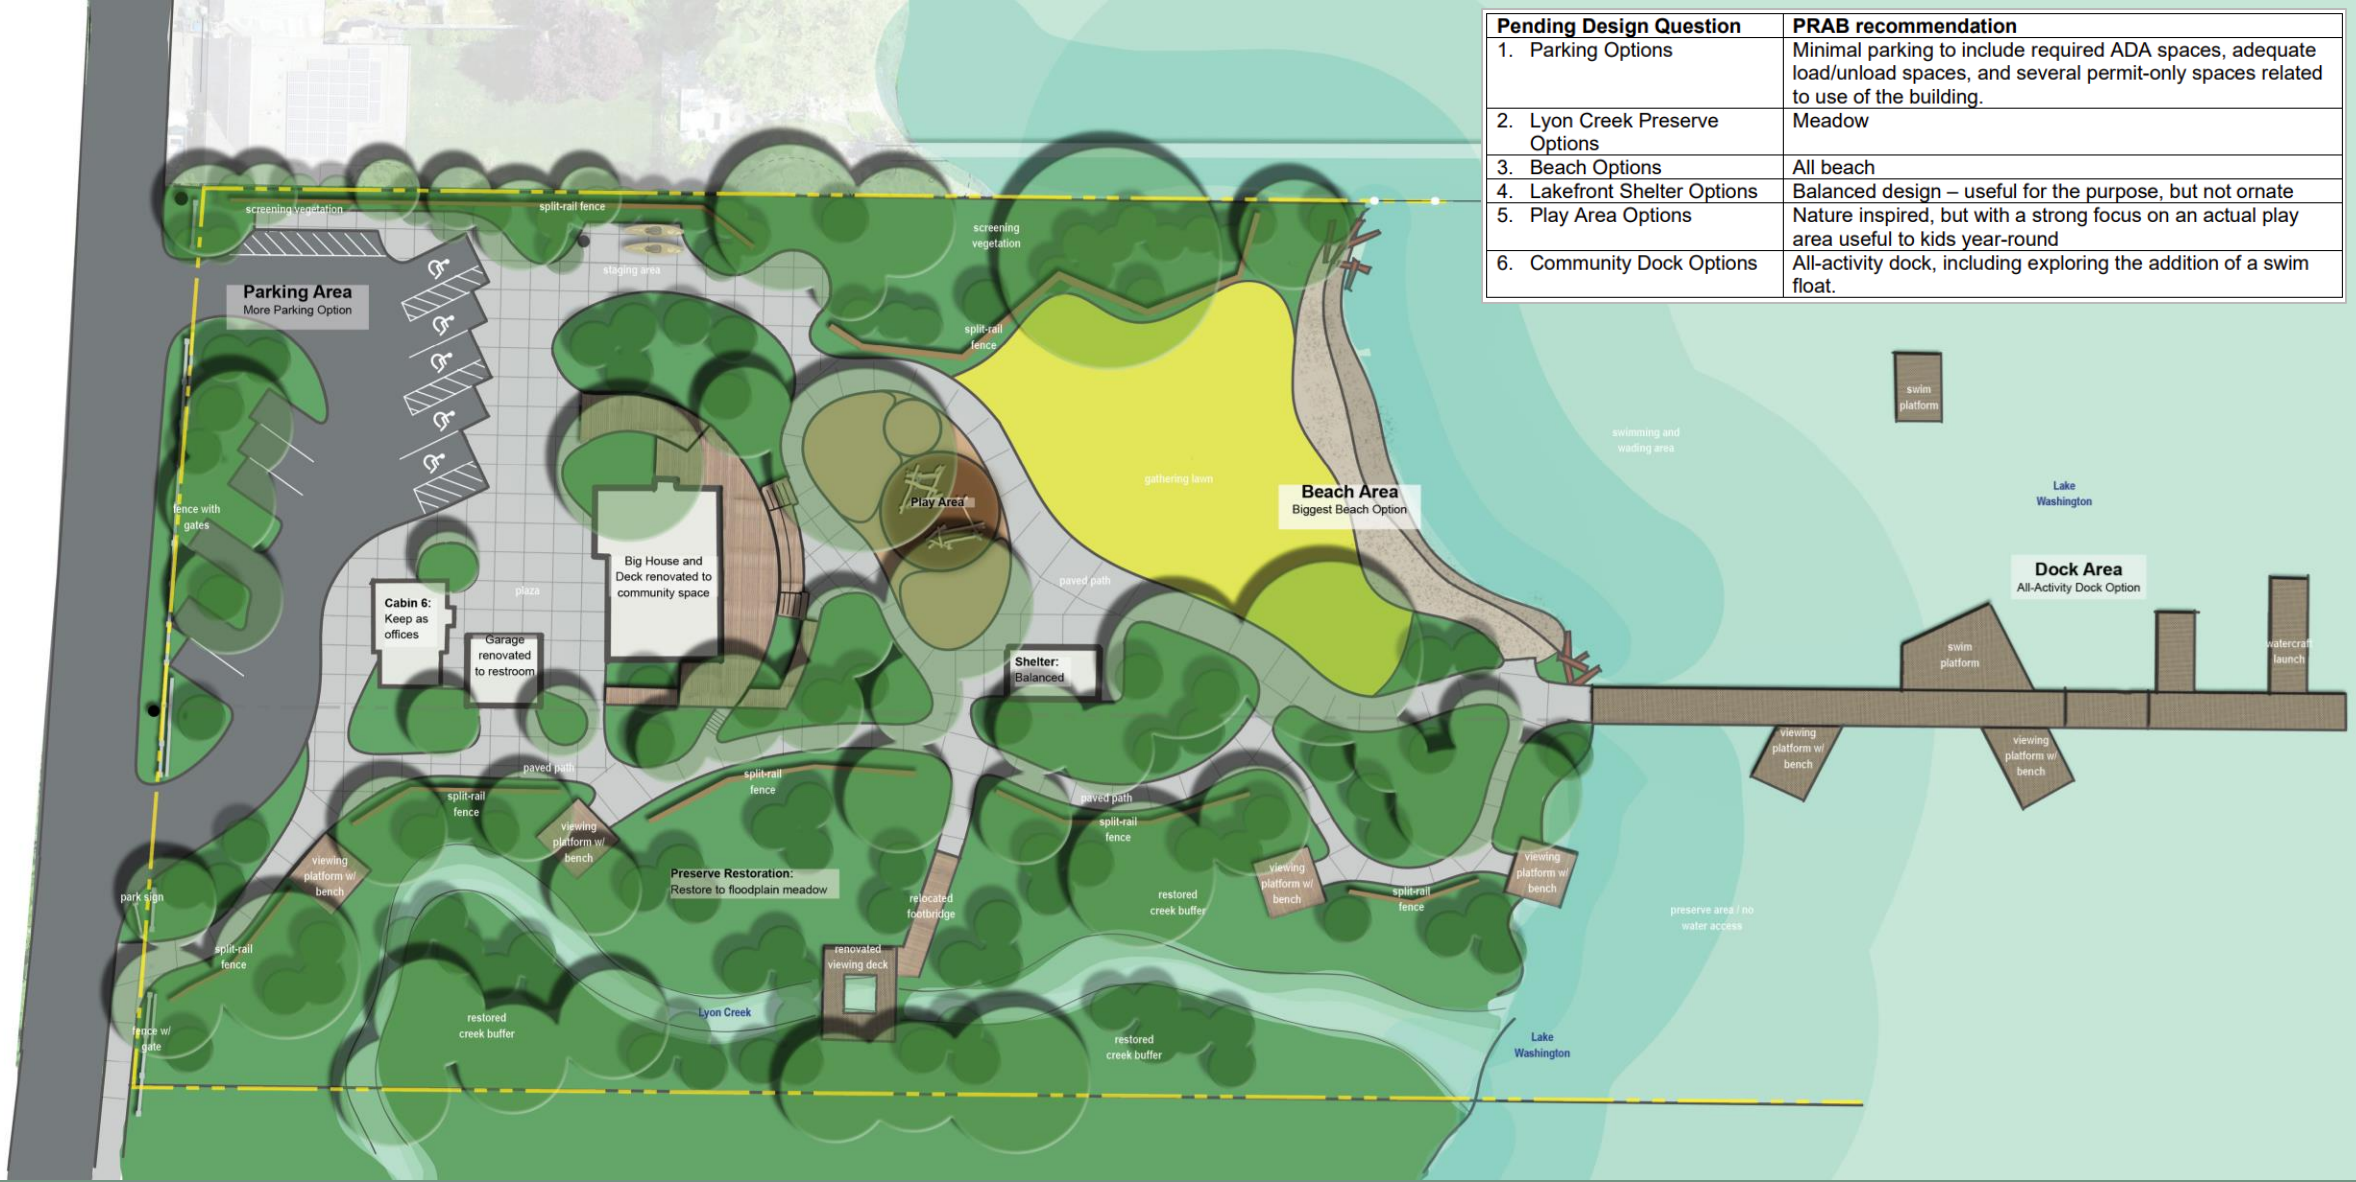 Pending Design Question PRAB recommendation
1. Parking Options Minimal parking to include required ADA spaces, adequate
load/unload spaces, and several permit-only spaces related
to use of the building.
2. Lyon Creek Preserve Meadow
Options
3. Beach Options All beach
4. Lakefront Shelter Options Balanced design – useful for the purpose, but not ornate
5. Play Area Options Nature inspired, but with a strong focus on an actual play
area useful to kids year-round
6. Community Dock Options All-activity dock, including exploring the addition of a swim
float.
screening vegetation
split-rail fence
screening
vegetation
staging area
Parking Area
More Parking Option
split-rail
fence
swim
platform
swimming and
wading area
gathering lawn
Beach Area
Biggest Beach Option
Lake
Washington
Play Area
fence with
gates
Big House and
Deck renovated to
community space
plaza
paved path
Dock Area
All-Activity Dock Option
Cabin 6:
Keep as
offices
Garage
renovated
to restroom
Shelter:
Balanced
swim
platform
watercraft
launch
viewing
platform w/
bench
viewing
platform w/
bench
paved path
split-rail
fence
split-rail
fence
paved path
split-rail
fence
viewing
platform w/
bench
viewing
platform w/
bench
Preserve Restoration:
Restore to floodplain meadow
viewing
platform w/
bench
viewing
platform w/
bench
park sign
relocated
footbridge
restored
creek buffer
split-rail
fence
preserve area / no
water access
split-rail
fence
renovated
viewing deck
Lyon Creek
restored
creek buffer
fence w/
gate
restored
creek buffer
Lake
Washington